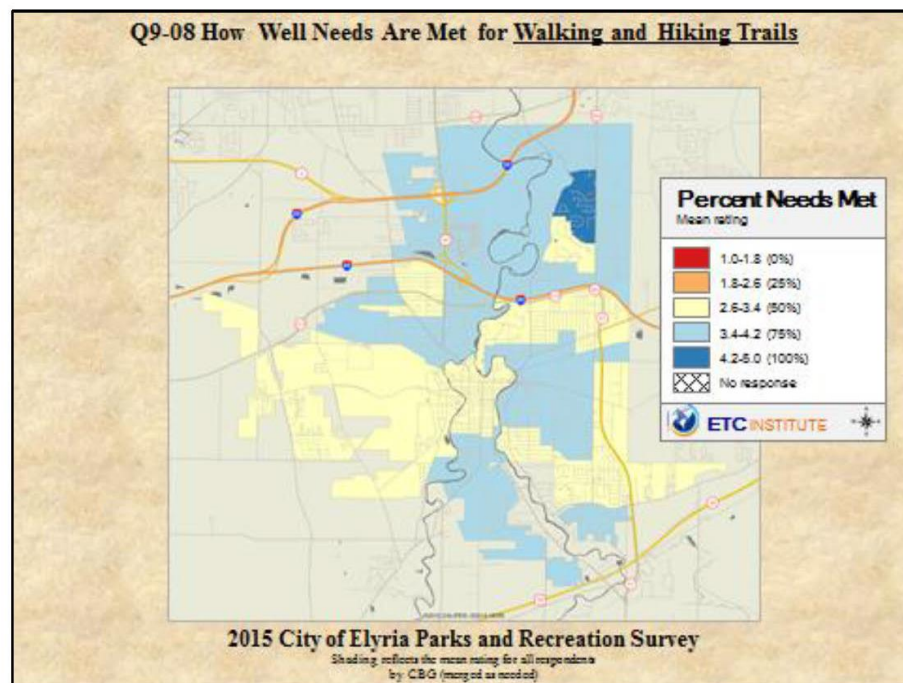 Q9-08 How Well Needs Are Met for Walking and Hiking Trails
Percent Needs Met
Mean rating
1.0-1.8 (0%)
1.8-2.6 (25%)
2.6-3.4 (50%)
3.4-4.2 (75%)
4.2-5.0 (100%)
No response
ETC INSTITUTE
2015 City of Elyria Parks and Recreation Survey
Shading reflects the mean rating for all respondents
by CBG (merged as needed)